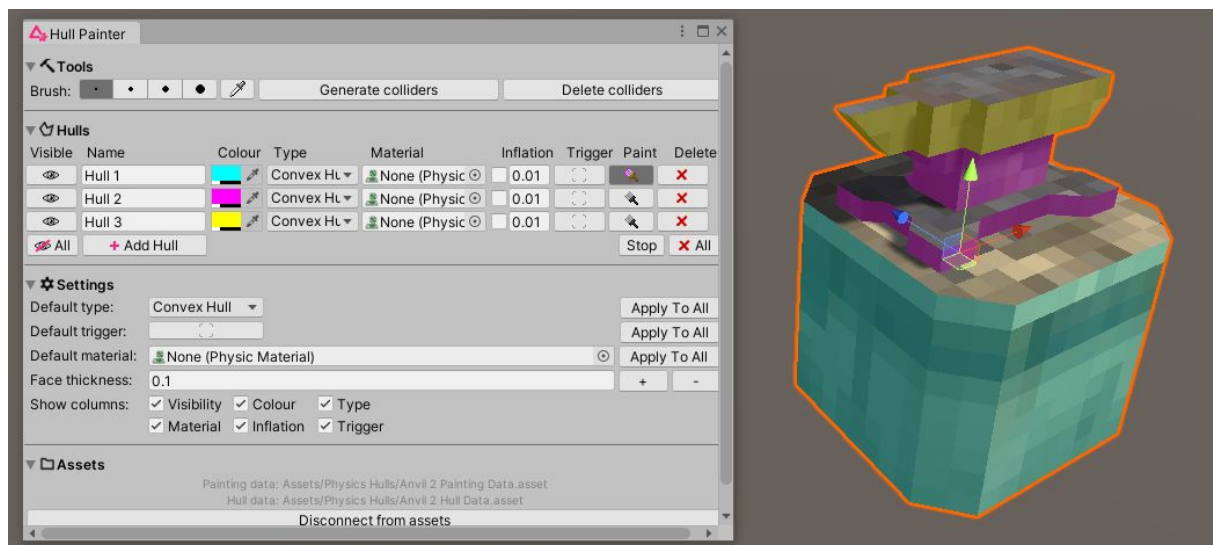 Hull Painter
Tools
Brush: Generate colliders Delete colliders
Hulls
Visible Name Colour Type Material Inflation Trigger Paint Delete
Hull 1 Convex Hu None (Physic 0.01
Hull 2 Convex Hu None (Physic 0.01
Hull 3 Convex Hu None (Physic 0.01
All + Add Hull Stop All
Settings
Default type: Convex Hull Apply To All
Default trigger: Apply To All
Default material: None (Physic Material) Apply To All
Face thickness: 0.1 + -
Show columns: Visibility Colour Type
Material Inflation Trigger
Assets
Painting data: Assets/Physics Hulls/Anvil 2 Painting Data.asset
Hull data: Assets/Physics Hulls/Anvil 2 Hull Data.asset
Disconnect from assets